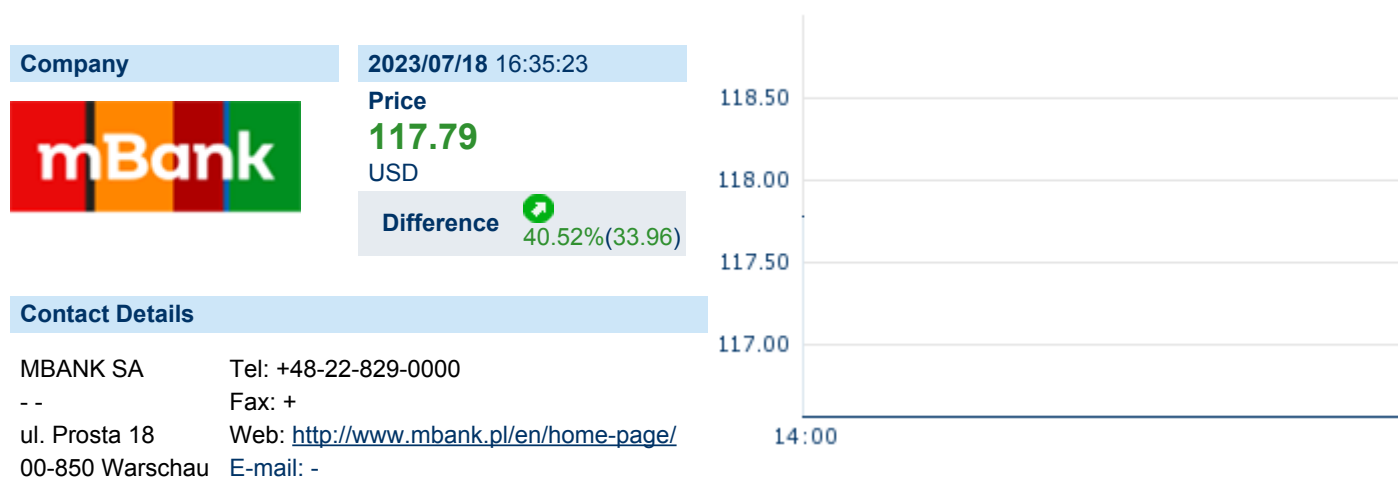 Company
2023/07/18 16:35:23
mBank
Price
117.79
USD
Difference
40.52%(33.96)
Contact Details
MBANK SA
Tel: +48-22-829-0000
- -
Fax: +
ul. Prosta 18
Web: http://www.mbank.pl/en/home-page/
00-850 Warschau
E-mail: -
118.50
118.00
117.50
117.00
14:00